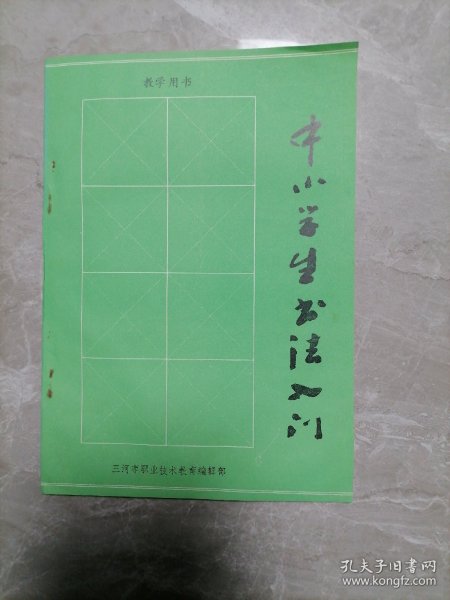 教学用书
中小学生书法入门
三河市职业技术教育编辑部
孔夫子旧书网
www.kongfz.com